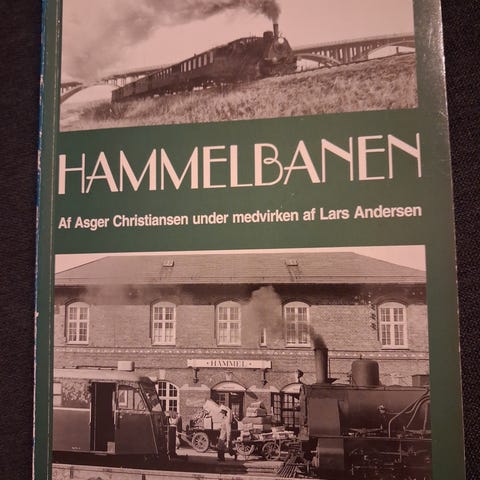 HAMMELBANEN
Af Asger Christiansen under medvirken af Lars Andersen
HAMMEL